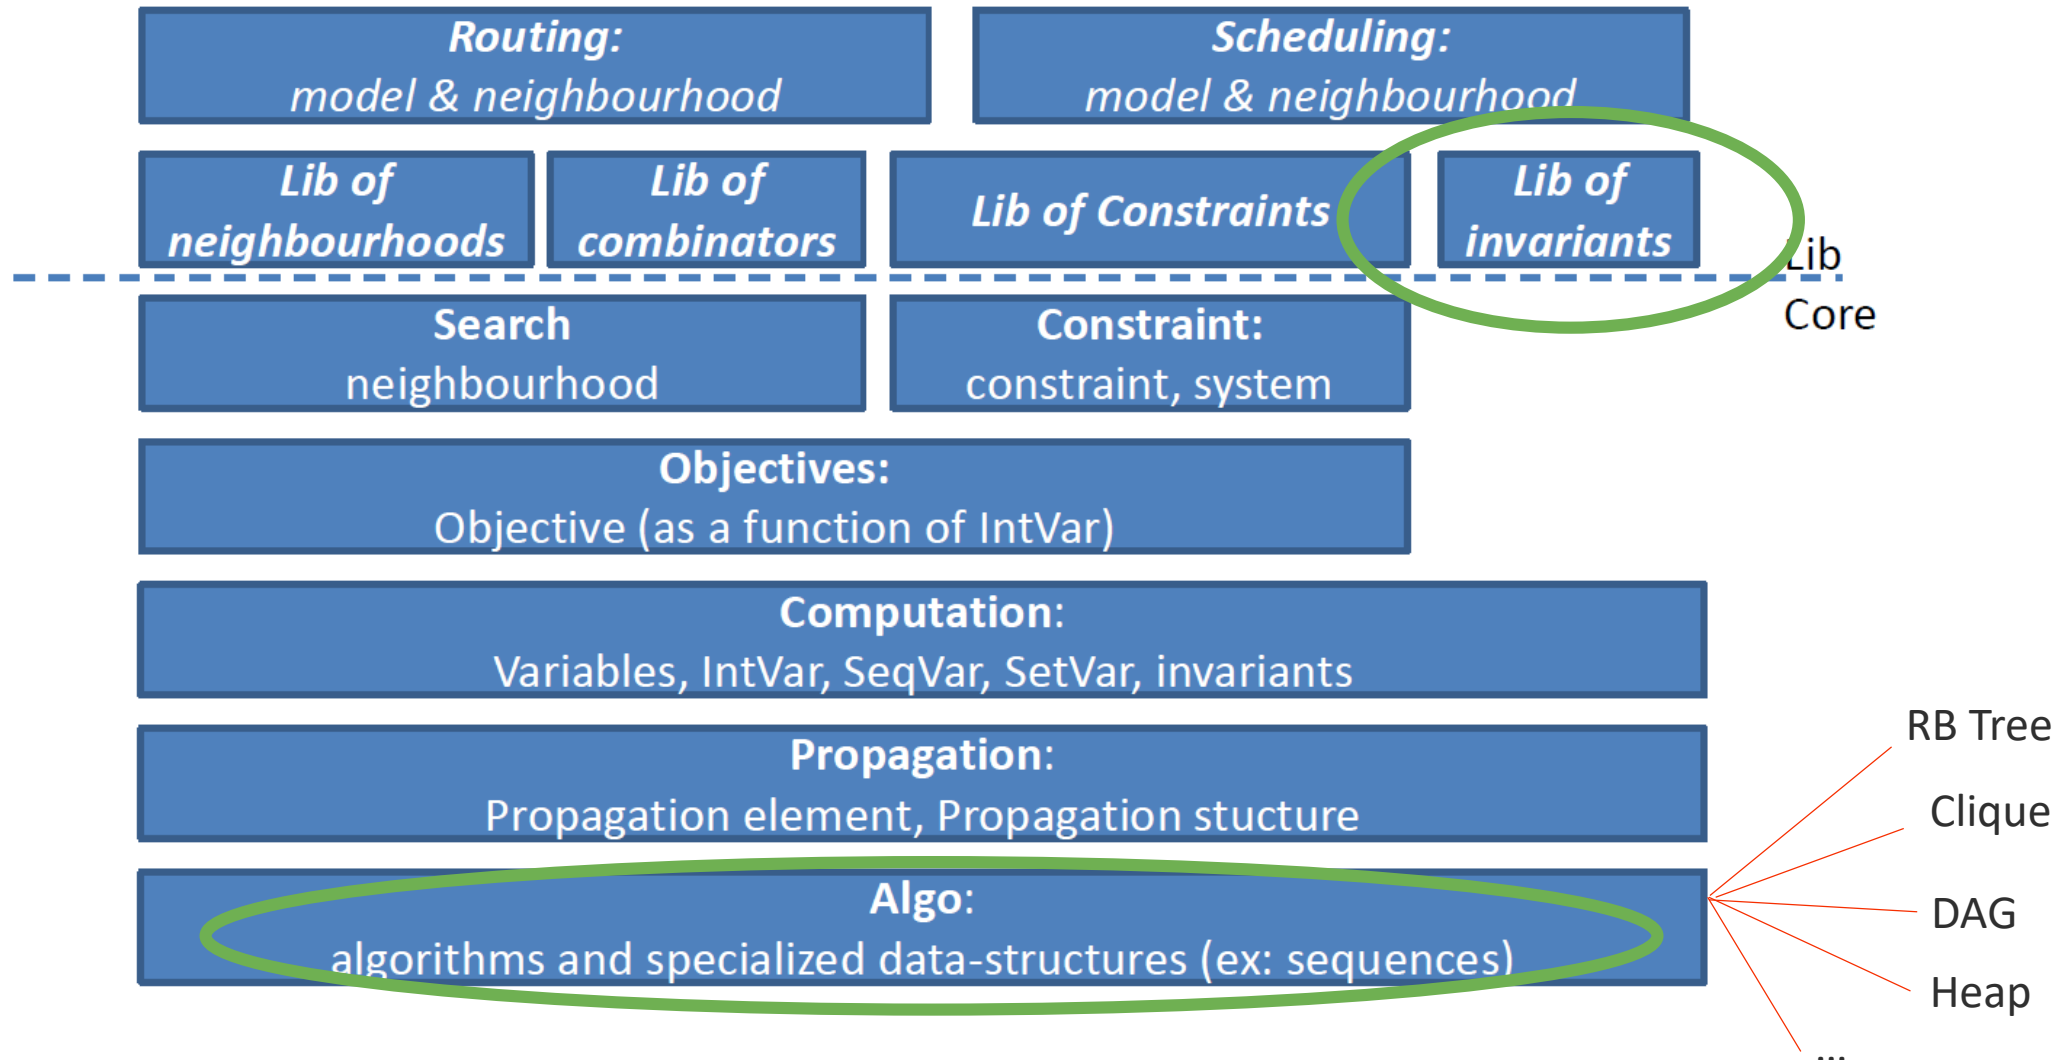 Routing:
model & neighbourhood
Scheduling:
model & neighbourhood
Lib of
neighbourhoods
Lib of
combinators
Lib of Constraints
Lib of
invariants
Lib
Core
Search
neighbourhood
Constraint:
constraint, system
Objectives:
Objective (as a function of IntVar)
Computation:
Variables, IntVar, SeqVar, SetVar, invariants
Propagation:
Propagation element, Propagation stucture
Algo:
algorithms and specialized data-structures (ex: sequences)
RB Tree
Clique
DAG
Heap
...